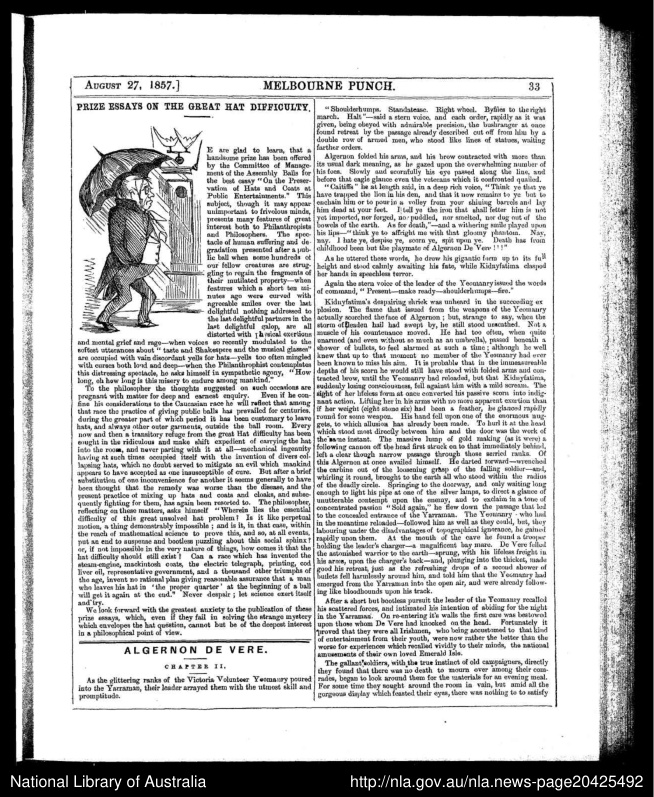 August 27, 1857.]
MELBOURNE PUNCH.
33
PRIZE ESSAYS ON THE GREAT HAT DIFFICULTY.
E are glad to learn, that a
handsome prize has been offered
by the Committee of Manage-
ment of the Assembly Balls for
the best essay "On the Preser-
vation of Hats and Coats at
Public Entertainments." This
subject, though it may appear
unimportant to frivolous minds,
presents many features of great
interest both to Philanthropists
and Philosophers. The spec-
tacle of human suffering and de-
gradation presented after a pub-
lic ball when some hundreds of
our fellow creatures are strug-
gling to regain the fragments of
their mutilated property—when
features which a short ten mi-
nutes ago were curved with
agreeable smiles over the last
delightful nothing addressed to
the last delightful partners in the
last delightful galop, are all
distorted with physical exertions
and mental grief and rage—when voices so recently modulated to the
softest utterances about "taste and Shakespere and the musical glasses"
are occupied with vain discordant yells for hats—yells too often mingled
with curses both loud and deep—when the Philanthropist contemplates
this distressing spectacle, he asks himself in sympathetic agony, "How
long, oh how long is this misery to endure among mankind."
To the philosopher the thoughts suggested on such occasions are
pregnant with matter for deep and earnest enquiry. Even if he con-
fine his considerations to the Caucasian race he will reflect that among
that race the practice of giving public balls has prevailed for centuries,
during the greater part of which period it has been customary to leave
hats, and always other outer garments, outside the ball room. Every
now and then a transitory refuge from the great Hat difficulty has been
sought in the ridiculous and make shift expedient of carrying the hat
into the room, and never parting with it at all—mechanical ingenuity
having at such times occupied itself with the invention of divers col-
lapsing hats, which no doubt served to mitigate an evil which mankind
appears to have accepted as one insusceptible of cure. But after a brief
substitution of one inconvenience for another it seems generally to have
been thought that the remedy was worse than the disease, and the
present practice of mixing up hats and coats and cloaks, and subse-
quently fighting for them, has again been resorted to. The philosopher,
reflecting on these matters, asks himself "Wherein lies the essential
difficulty of this great unsolved hat problem? Is it like perpetual
motion, a thing demonstrably impossible; and is it, in that case, within
the reach of mathematical science to prove this, and so, at all events,
put an end to suspense and bootless puzzling about this social sphinx?
or, if not impossible in the very nature of things, how comes it that the
hat difficulty should still exist? Can a race which has invented the
steam-engine, mackintosh coats, the electric telegraph, printing, cod
liver oil, representative government, and a thousand other triumphs of
the age, invent no rational plan giving reasonable assurance that a man
who leaves his hat in 'the proper quarter' at the beginning of a ball
will get it again at the end." Never despair; let science exert itself
and try.
We look forward with the greatest anxiety to the publication of these
prize essays, which, even if they fail in solving the strange mystery
which envelopes the hat question, cannot but be of the deepest interest
in a philosophical point of view.
ALGERNON DE VERE.
CHAPTER II.
As the glittering ranks of the Victoria Volunteer Yeomanry poured
into the Yarraman, their leader arrayed them with the utmost skill and
promptitude.
"Shoulderhumps. Standatease. Right wheel. Byfiles to the right
march. Halt"—said a stern voice, and each order, rapidly as it was
given, being obeyed with admirable precision, the bushranger at once
found retreat by the passage already described cut off from him by a
double row of armed men, who stood like lines of statues, waiting
farther orders.
Algernon folded his arms, and his brow contracted with more than
its usual dark meaning, as he gazed upon the overwhelming number of
his foes. Slowly and scornfully his eye passed along the line, and
before that eagle glance even the veterans which it confronted quailed.
"Caitiffs" he at length said, in a deep rich voice, "Think ye that ye
have trapped the lion in his den, and that it now remains to ye but to
enchain him or to pour in a volley from your shining barrels and lay
him dead at your feet. I tell ye the iron that shall fetter him is not
yet imported, nor forged, nor puddled, nor smelted, nor dug out of the
bowels of the earth. As for death,"—and a withering smile played upon
his lips—"think ye to affright me with that gloomy phantom. Nay,
nay. I hate ye, despise ye, scorn ye, spit upon ye. Death has from
childhood been but the playmate of Algernon De Vere!!!"
As he uttered these words, he drew his gigantic form up to its full
height and stood calmly awaiting his fate, while Kidnyfatima clasped
her hands in speechless terror.
Again the stern voice of the leader of the Yeomanry issued the words
of command, "Present—make ready—shoulderhumps—fire."
Kidnyfatima's despairing shriek was unheard in the succeeding ex
plosion. The flame that issued from the weapons of the Yeomanry
actually scorched the face of Algernon; but, strange to say, when the
storm of leaden hail had swept by, he still stood unscathed. Not a
muscle of his countenance moved. He had too often, when quite
unarmed (and even without so much as an umbrella), passed beneath a
shower of bullets, to feel alarmed at such a time; although he well
knew that up to that moment no member of the Yeomanry had ever
been known to miss his aim. It is probable that in the immeasureable
depths of his scorn he would still have stood with folded arms and con-
tracted brow, until the Yeomanry had reloaded, but that Kidnyfatima,
suddenly losing consciousness, fell against him with a mild scream. The
sight of her lifeless form at once converted his passive scorn into indig-
nant action. Lifting her in his arms with no more apparent exertion than
if her weight (eight stone six) had been a feather, he glanced rapidly
round for some weapon. His hand fell upon one of the enormous nug-
gets, to which allusion has already been made. To hurl it at the head
which stood most directly between him and the door was the work of
the same instant. The massive lump of gold making (as it were) a
following cannon off the head first struck on to that immediately behind,
left a clear though narrow passage through those serried ranks. Of
this Algernon at once availed himself. He darted forward—wrenched
the carbine out of the loosening grasp of the falling soldier—and,
whirling it round, brought to the earth all who stood within the radius
of the deadly circle. Springing to the doorway, and only waiting long
enough to light his pipe at one of the silver lamps, to direct a glance of
unutterable contempt upon the enemy, and to exclaim in a tone of
concentrated passion "Sold again," he flew down the passage that led
to the concealed entrance of the Yarraman. The Yeomanry - who had
in the meantime reloaded—followed him as well as they could, but, they
labouring under the disadvantages of topographical ignorance, he gained
rapidly upon them. At the mouth of the cave he found a trooper
holding the leader's charger—a magnificent bay mare. De Vere felled
the astonished warrior to the earth—sprung, with his lifeless freight in
his arms, upon the charger's back—and, plunging into the thicket, made
good his retreat, just as the refreshing drops of a second shower of
bullets fell harmlessly around him, and told him that the Yeomanry had
emerged from the Yarraman into the open air, and were already follow-
ing like bloodhounds upon his track.
After a short but bootless pursuit the leader of the Yeomanry recalled
his scattered forces, and intimated his intention of abiding for the night
in the Yarraman. On re-entering it's walls the first care was bestowed
upon those whom De Vere had knocked on the head. Fortunately it
proved that they were all Irishmen, who being accustomed to that kind
of entertainment from their youth, were now rather the better than the
worse for experiences which recalled vividly to their minds, the national
amusements of their own loved Emerald Isle.
The gallant soldiers, with the true instinct of old campaigners, directly
they found that there was no death to mourn over among their com-
rades, began to look around them for the materials for an evening meal.
For some time they sought around the room in vain, but amid all the
gorgeous display which feasted their eyes, there was nothing to to satisfy
National Library of Australia
http://nla.gov.au/nla.news-page20425492